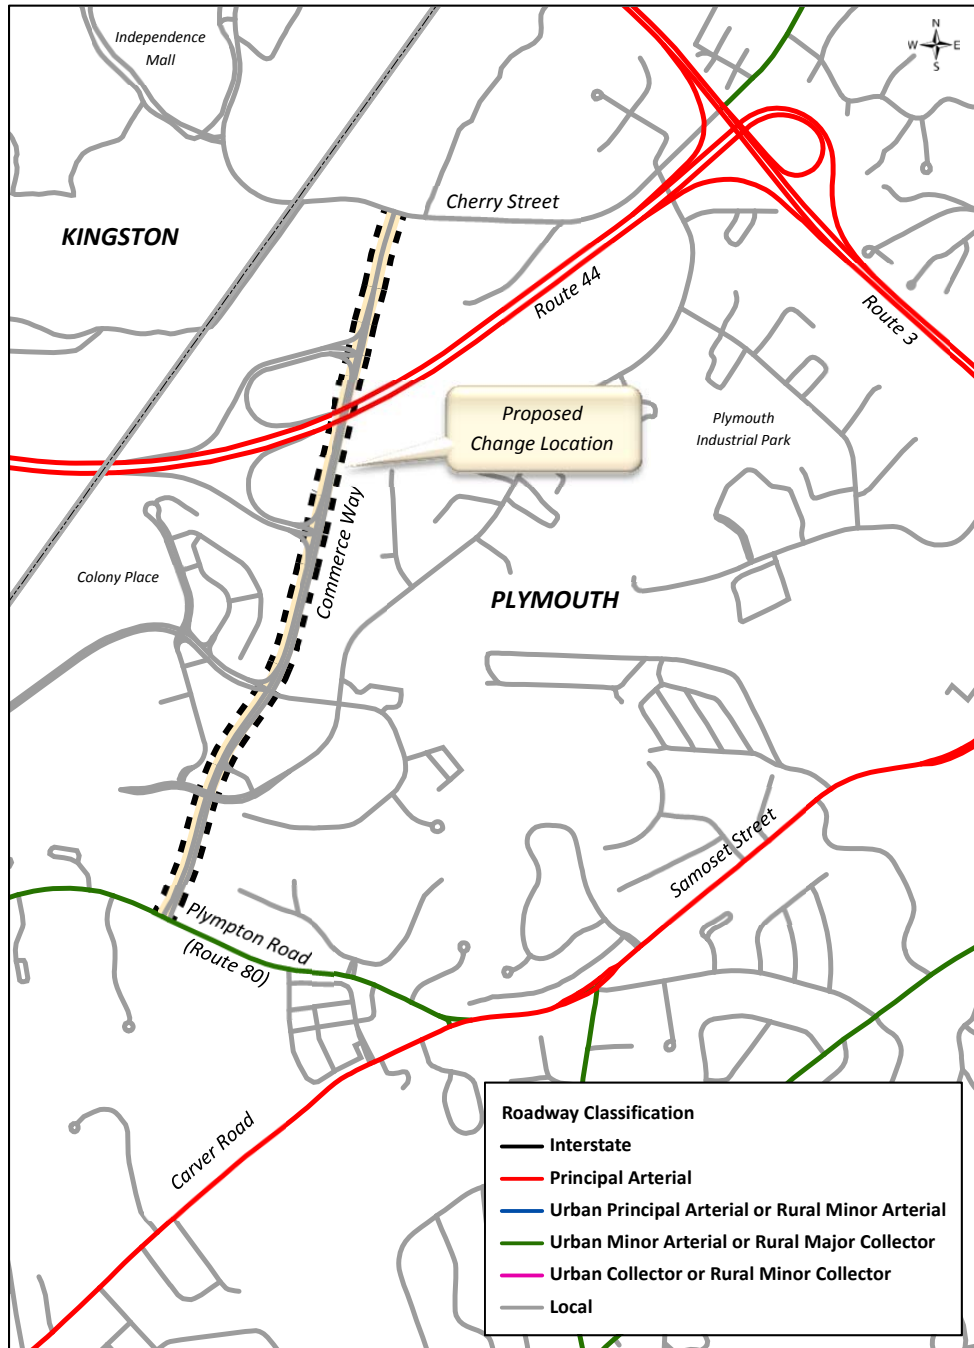 Independence
Mall
N
W E
S
Cherry Street
KINGSTON
Route 44
Route 3
Proposed
Change Location
Plymouth
Industrial Park
Commerce Way
Colony Place
PLYMOUTH
Samoset Street
Plympton Road
(Route 80)
Carver Road
Roadway Classification
Interstate
Principal Arterial
Urban Principal Arterial or Rural Minor Arterial
Urban Minor Arterial or Rural Major Collector
Urban Collector or Rural Minor Collector
Local